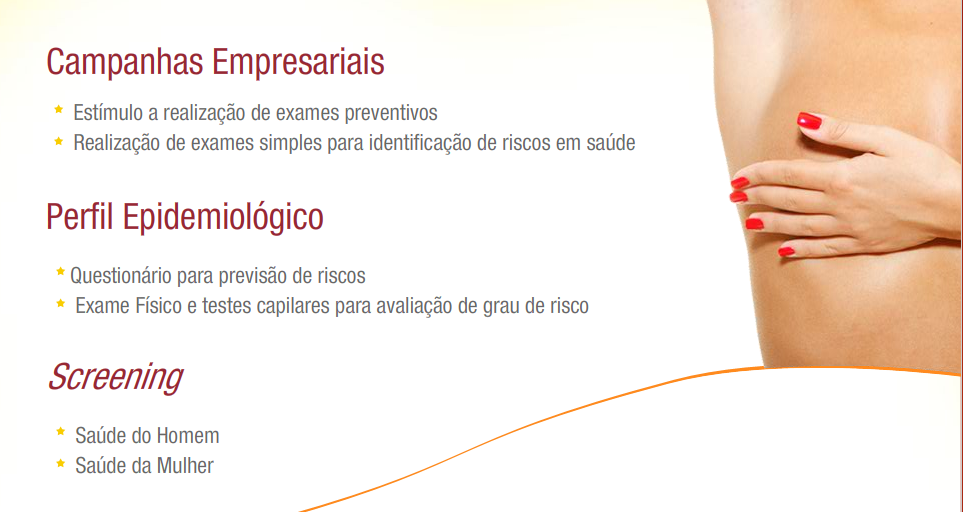 Campanhas Empresariais
Estímulo a realização de exames preventivos
Realização de exames simples para identificação de riscos em saúde
Perfil Epidemiológico
Questionário para previsão de riscos
Exame Físico e testes capilares para avaliação de grau de risco
Screening
Saúde do Homem
Saúde da Mulher